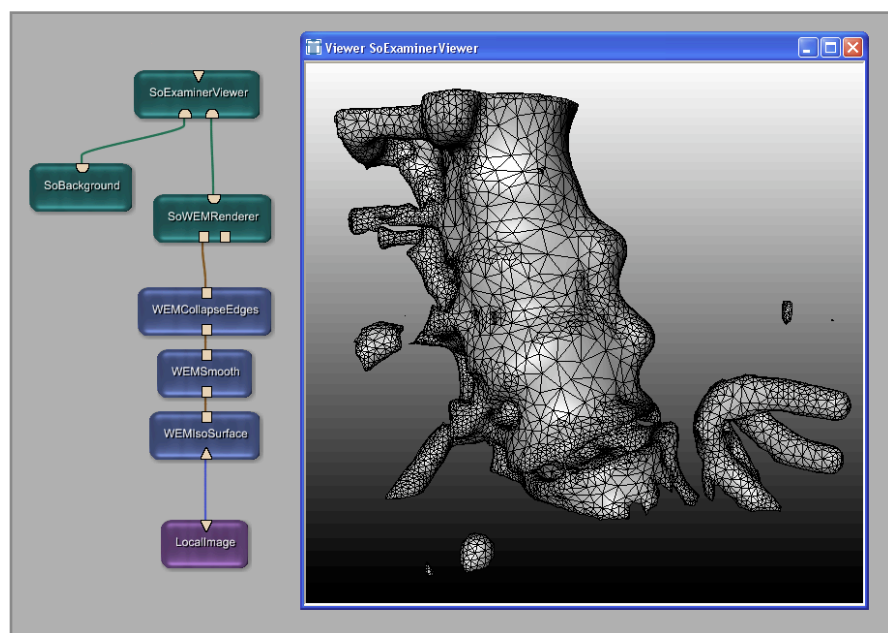 Viewer SoExaminerViewer
SoExaminerViewer
SoBackground
SoWEMRenderer
WEMCollapseEdges
WEMSmooth
WEMIsoSurface
LocalImage